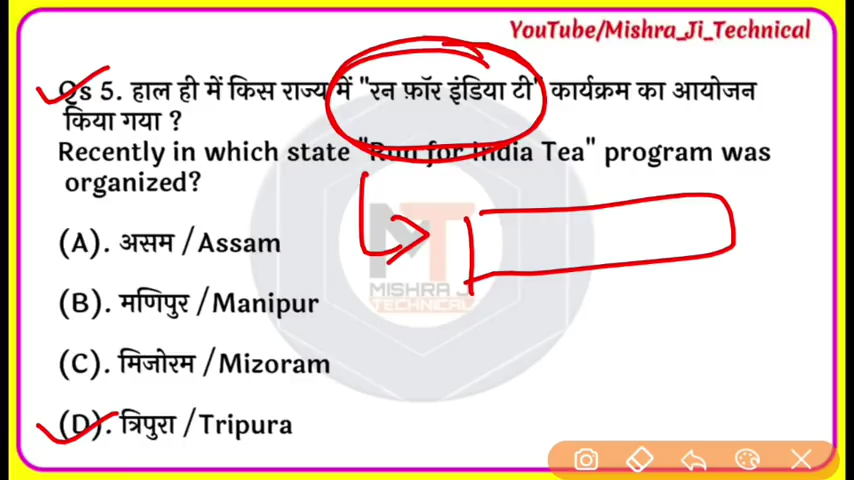 YouTube/Mishra_Ji_Technical
Qs 5. हाल ही में किस राज्य में "रन फ़ॉर इंडिया टी" कार्यक्रम का आयोजन
किया गया ?
Recently in which state "Run for India Tea" program was
organized?
MT
(A). असम /Assam
MISHRA J
TECHNICAL
(B). मणिपुर /Manipur
(C). मिजोरम /Mizoram
(D). त्रिपुरा /Tripura